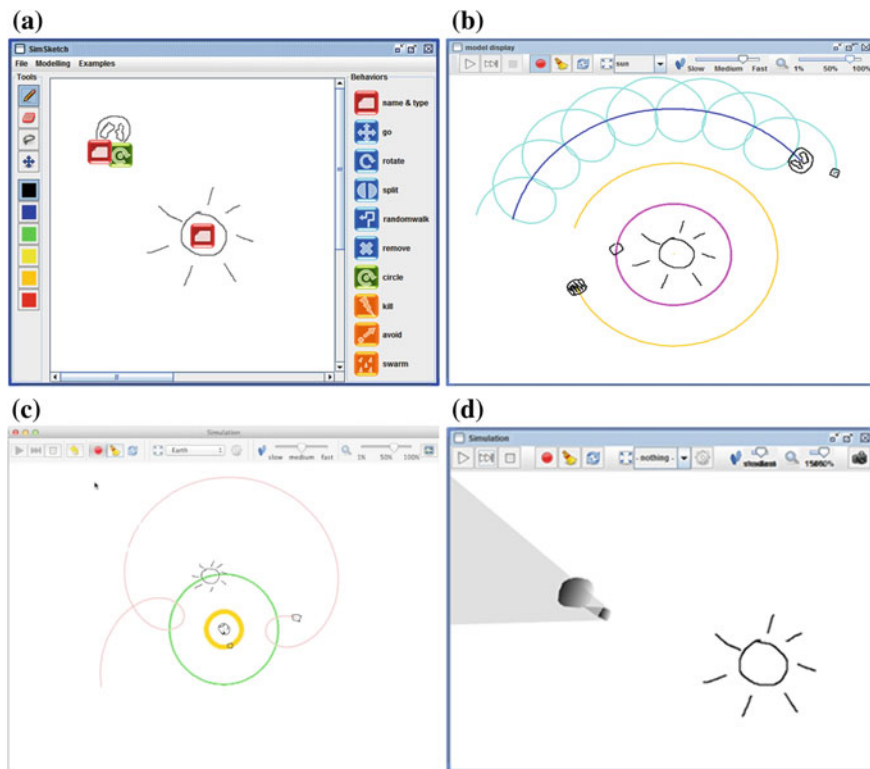 (a)
SimSketch
File Modelling Examples
Tools
Behaviors
name & type
go
rotate
split
randomwalk
remove
circle
kill
avoid
swarm
(b)
model display
sun
Slow Medium Fast
1% 50% 100%
(c)
Simulation
Earth
slow medium fast
1% 50% 100%
(d)
Simulation
- nothing -